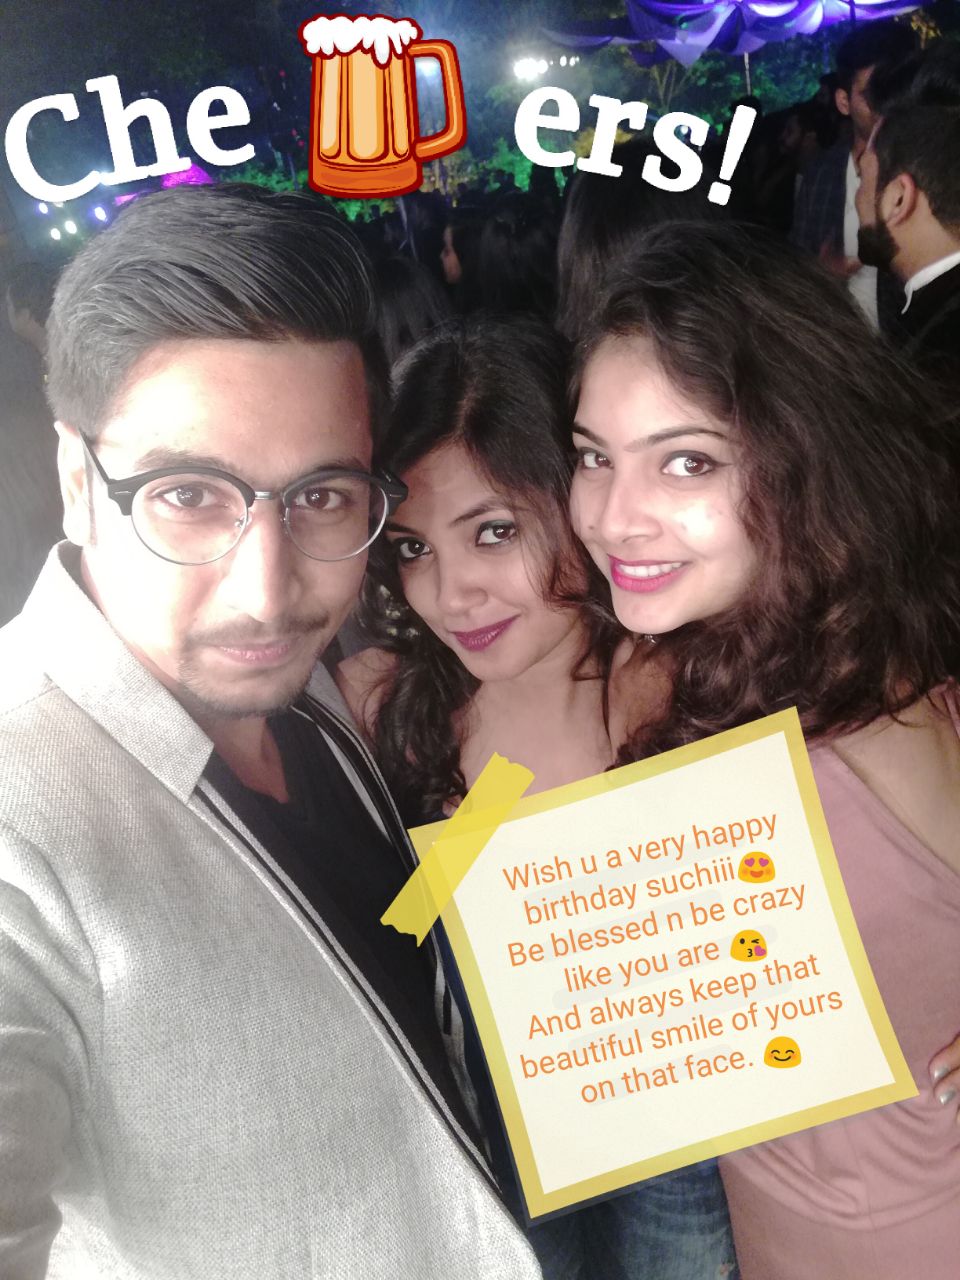 Che🍺ers!
Wish u a very happy
birthday suchiii😍
Be blessed n be crazy
like you are 😘
And always keep that
beautiful smile of yours
on that face. 😊